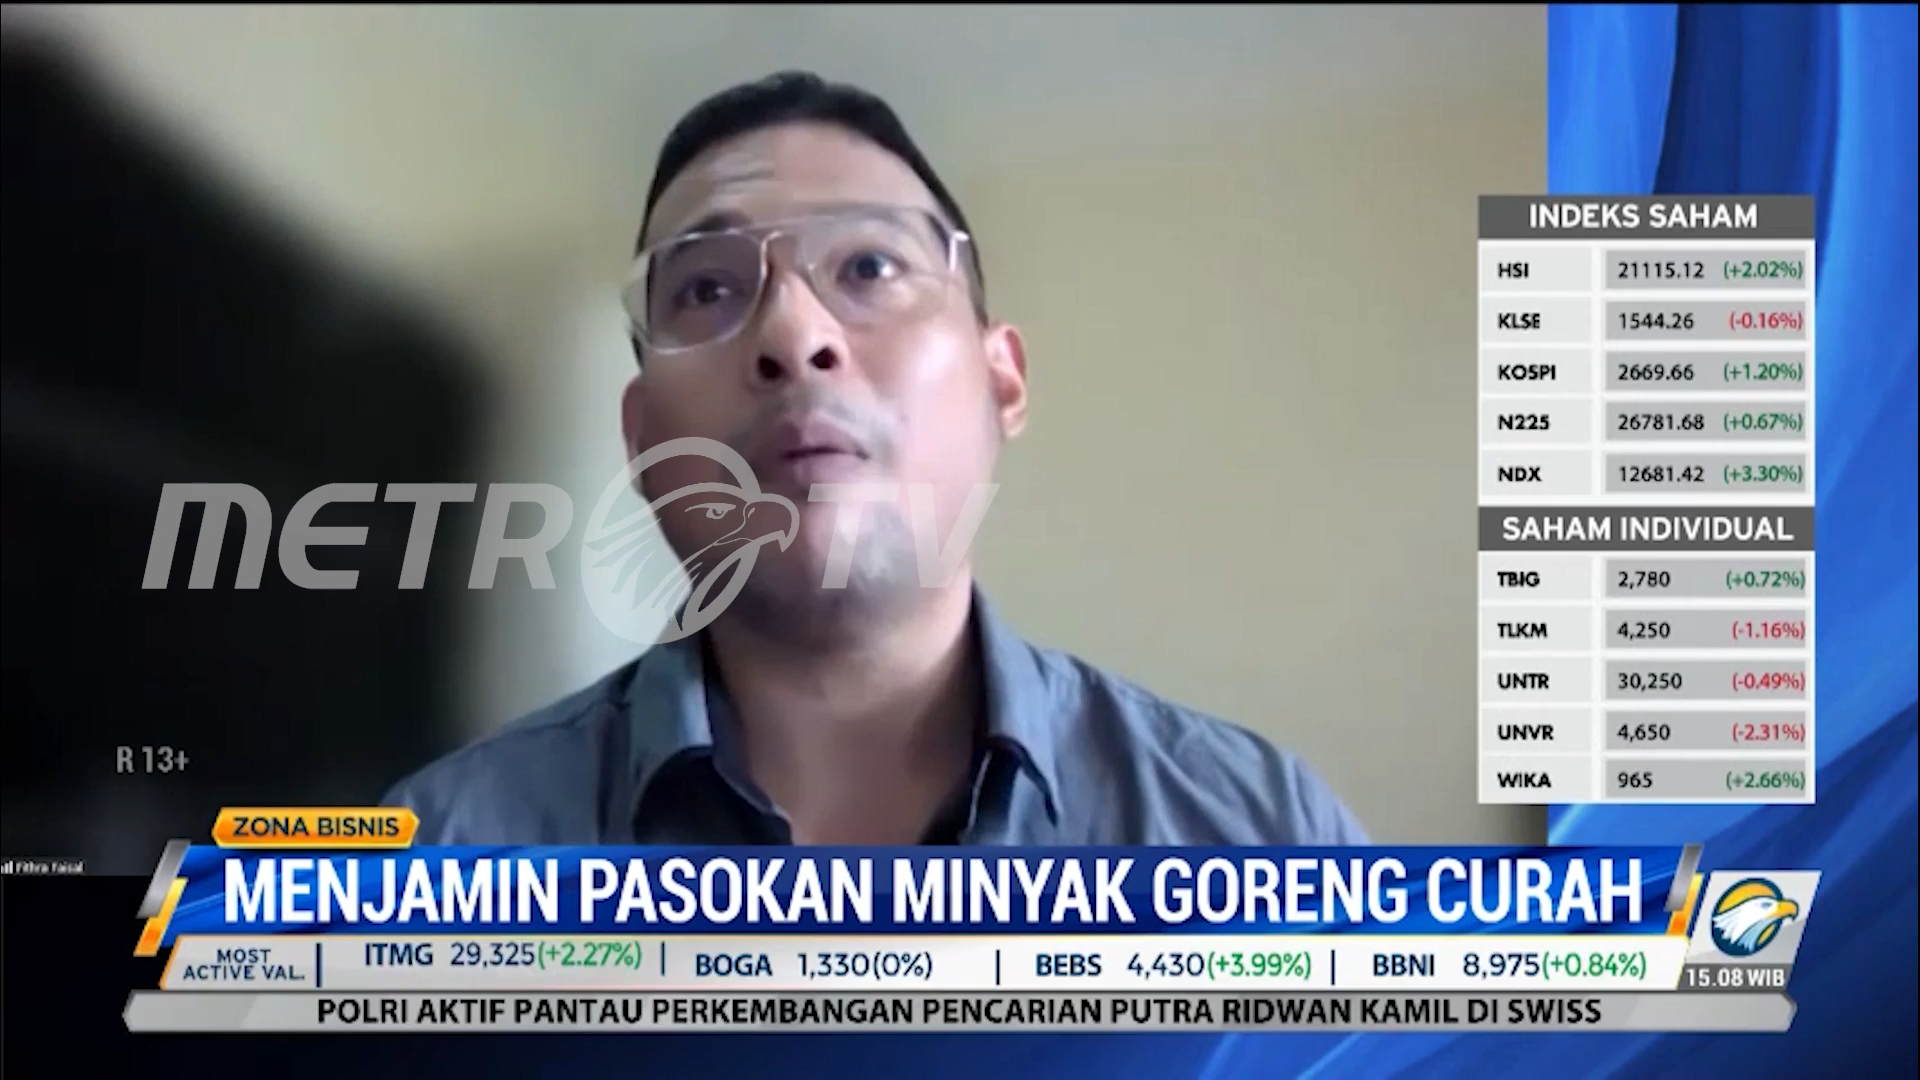 INDEKS SAHAM
HSI 21115.12 (+2.02%)
KLSE 1544.26 (-0.16%)
KOSPI 2669.66 (+1.20%)
N225 26781.68 (+0.67%)
NDX 12681.42 (+3.30%)
SAHAM INDIVIDUAL
TBIG 2,780 (+0.72%)
TLKM 4,250 (-1.16%)
UNTR 30,250 (-0.49%)
UNVR 4,650 (-2.31%)
WIKA 965 (+2.66%)
METRO TV
R 13+
ZONA BISNIS
Fithra Faisal
MENJAMIN PASOKAN MINYAK GORENG CURAH
MOST ACTIVE VAL. | ITMG 29,325(+2.27%) | BOGA 1,330(0%) | BEBS 4,430(+3.99%) | BBNI 8,975(+0.84%)
15.08 WIB
POLRI AKTIF PANTAU PERKEMBANGAN PENCARIAN PUTRA RIDWAN KAMIL DI SWISS